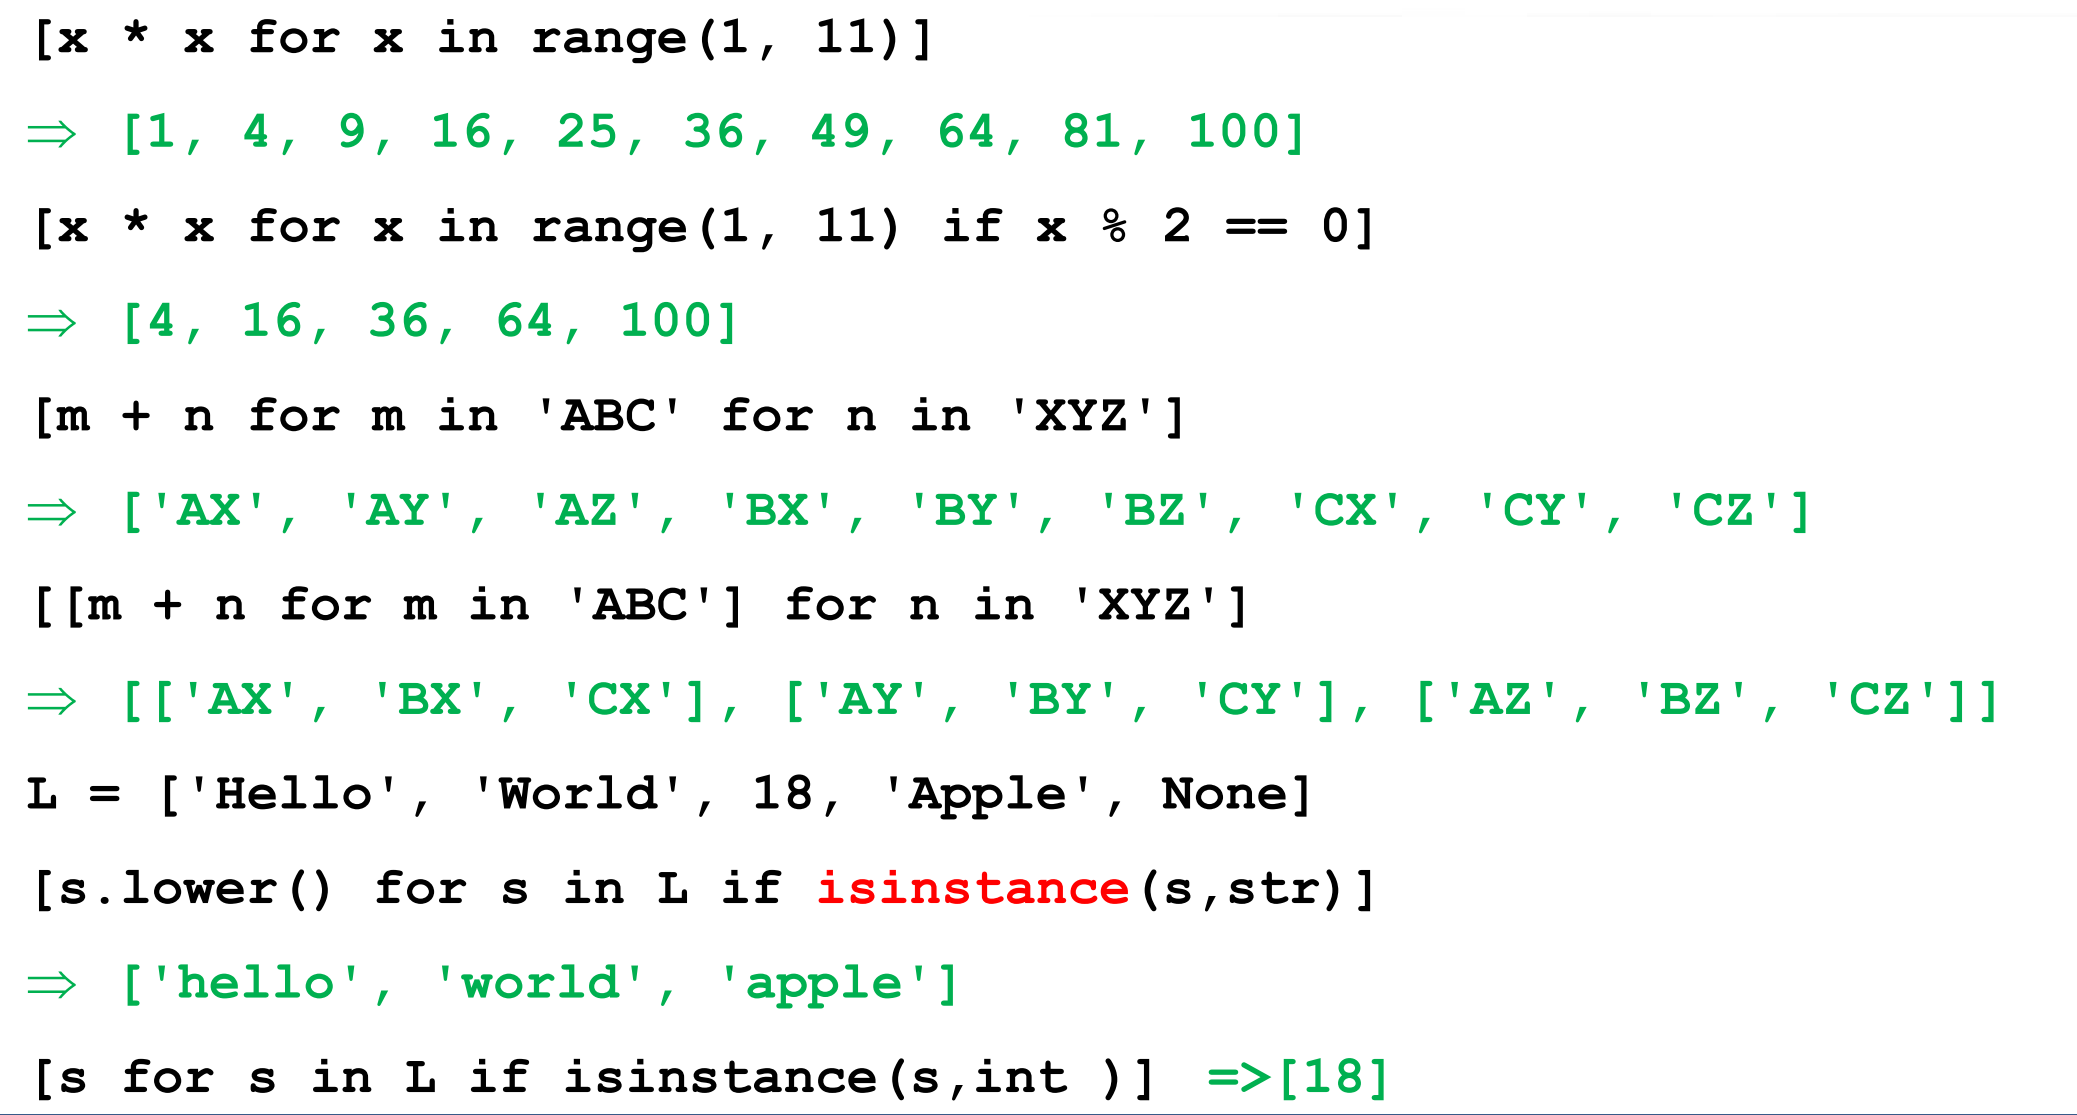 [x * x for x in range(1, 11)]
⇒ [1, 4, 9, 16, 25, 36, 49, 64, 81, 100]
[x * x for x in range(1, 11) if x % 2 == 0]
⇒ [4, 16, 36, 64, 100]
[m + n for m in 'ABC' for n in 'XYZ']
⇒ ['AX', 'AY', 'AZ', 'BX', 'BY', 'BZ', 'CX', 'CY', 'CZ']
[[m + n for m in 'ABC'] for n in 'XYZ']
⇒ [['AX', 'BX', 'CX'], ['AY', 'BY', 'CY'], ['AZ', 'BZ', 'CZ']]
L = ['Hello', 'World', 18, 'Apple', None]
[s.lower() for s in L if isinstance(s,str)]
⇒ ['hello', 'world', 'apple']
[s for s in L if isinstance(s,int )] =>[18]